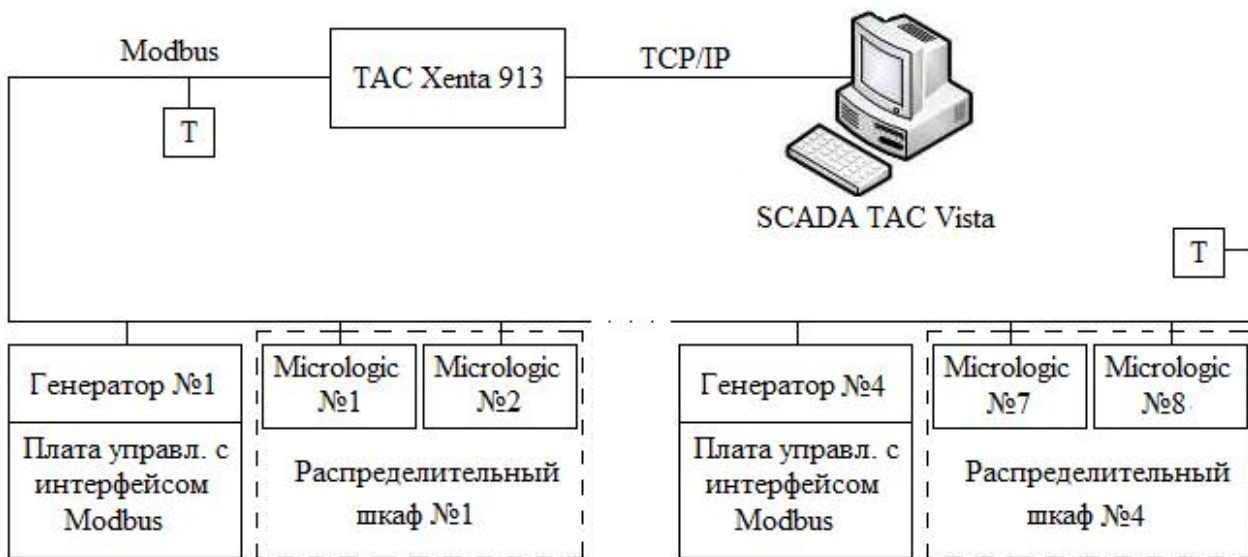 Modbus
TAC Xenta 913
TCP/IP
T
SCADA TAC Vista
T
Генератор №1
Micrologic
№1
Micrologic
№2
Генератор №4
Micrologic
№7
Micrologic
№8
Плата управл. с
интерфейсом
Modbus
Распределительный
шкаф №1
Плата управл. с
интерфейсом
Modbus
Распределительный
шкаф №4